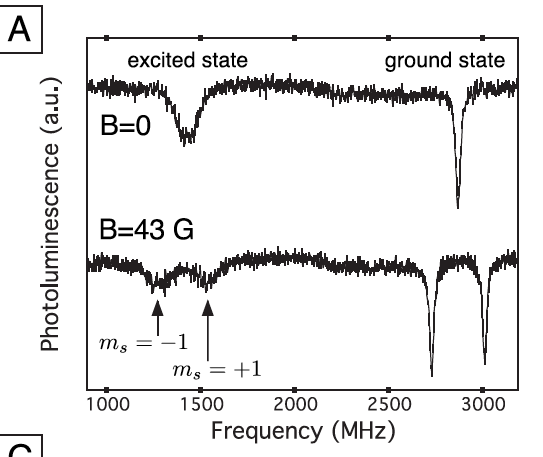 A
excited state
ground state
B=0
B=43 G
m_s = −1
m_s = +1
1000 1500 2000 2500 3000
Frequency (MHz)
Photoluminescence (a.u.)